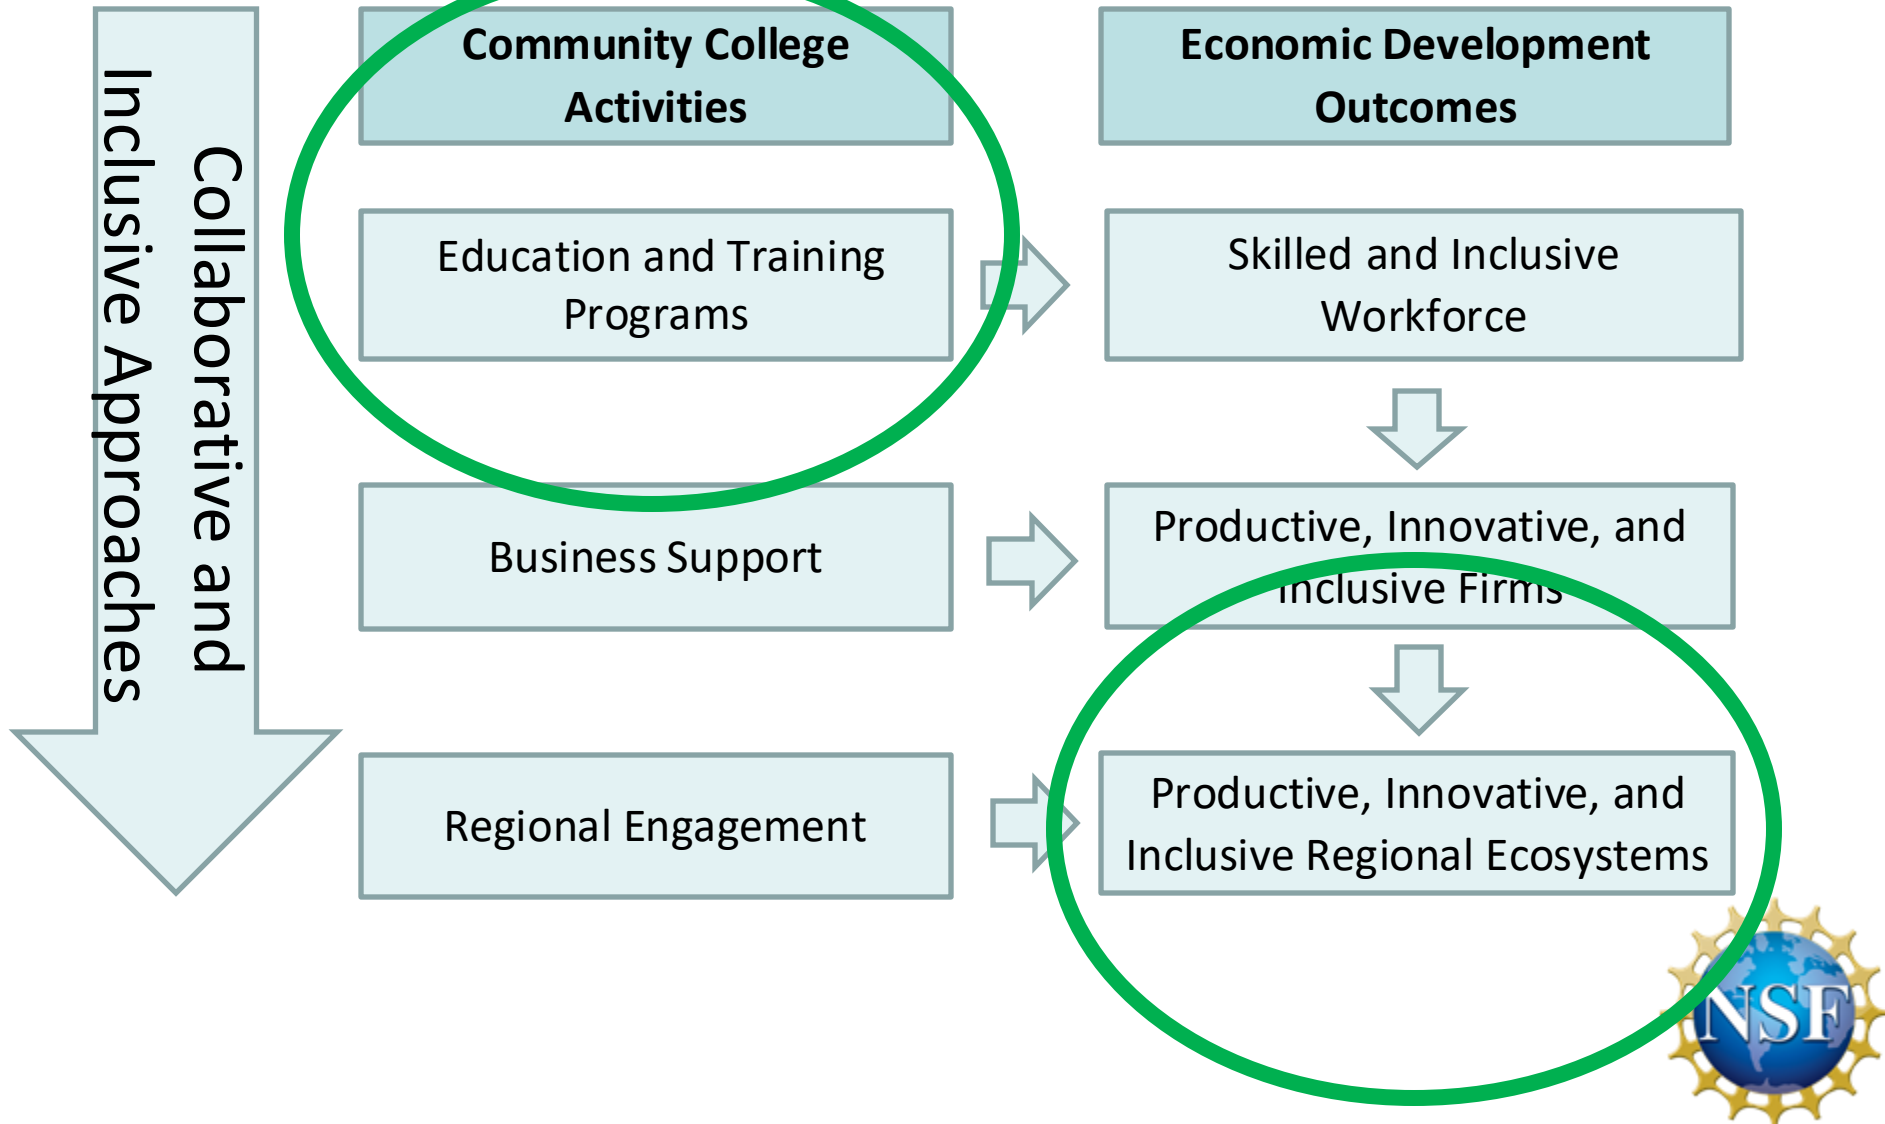 Collaborative and
Inclusive Approaches
Community College
Activities
Economic Development
Outcomes
Education and Training
Programs
Skilled and Inclusive
Workforce
Business Support
Productive, Innovative, and
Inclusive Firms
Regional Engagement
Productive, Innovative, and
Inclusive Regional Ecosystems
NSF